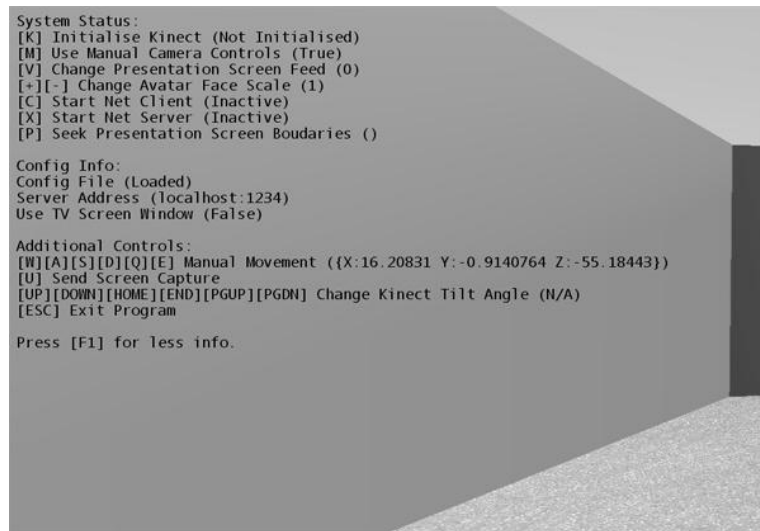 System Status:
[K] Initialise Kinect (Not Initialised)
[M] Use Manual Camera Controls (True)
[V] Change Presentation Screen Feed (0)
[+][-] Change Avatar Face Scale (1)
[C] Start Net Client (Inactive)
[X] Start Net Server (Inactive)
[P] Seek Presentation Screen Boudaries ()
Config Info:
Config File (Loaded)
Server Address (localhost:1234)
Use TV Screen Window (False)
Additional Controls:
[W][A][S][D][Q][E] Manual Movement ({X:16.20831 Y:-0.9140764 Z:-55.18443})
[U] Send Screen Capture
[UP][DOWN][HOME][END][PGUP][PGDN] Change Kinect Tilt Angle (N/A)
[ESC] Exit Program
Press [F1] for less info.